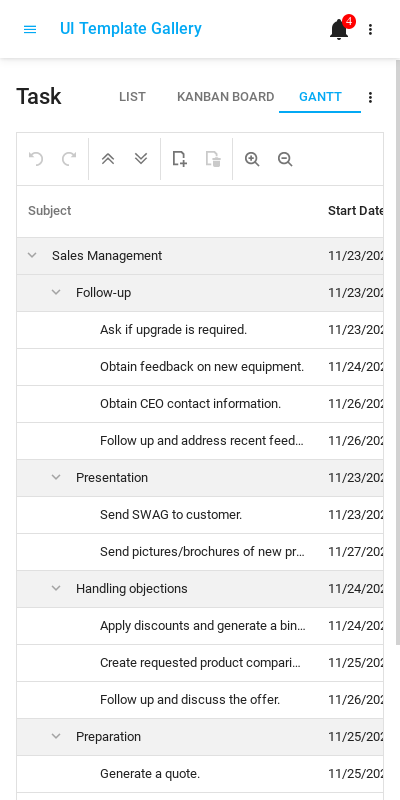 UI Template Gallery
4
Task
LIST
KANBAN BOARD
GANTT
Subject
Start Date
Sales Management
11/23/202
Follow-up
11/23/202
Ask if upgrade is required.
11/23/202
Obtain feedback on new equipment.
11/24/202
Obtain CEO contact information.
11/26/202
Follow up and address recent feed...
11/26/202
Presentation
11/23/202
Send SWAG to customer.
11/23/202
Send pictures/brochures of new pr...
11/27/202
Handling objections
11/24/202
Apply discounts and generate a bin...
11/24/202
Create requested product compari...
11/25/202
Follow up and discuss the offer.
11/26/202
Preparation
11/25/202
Generate a quote.
11/25/202